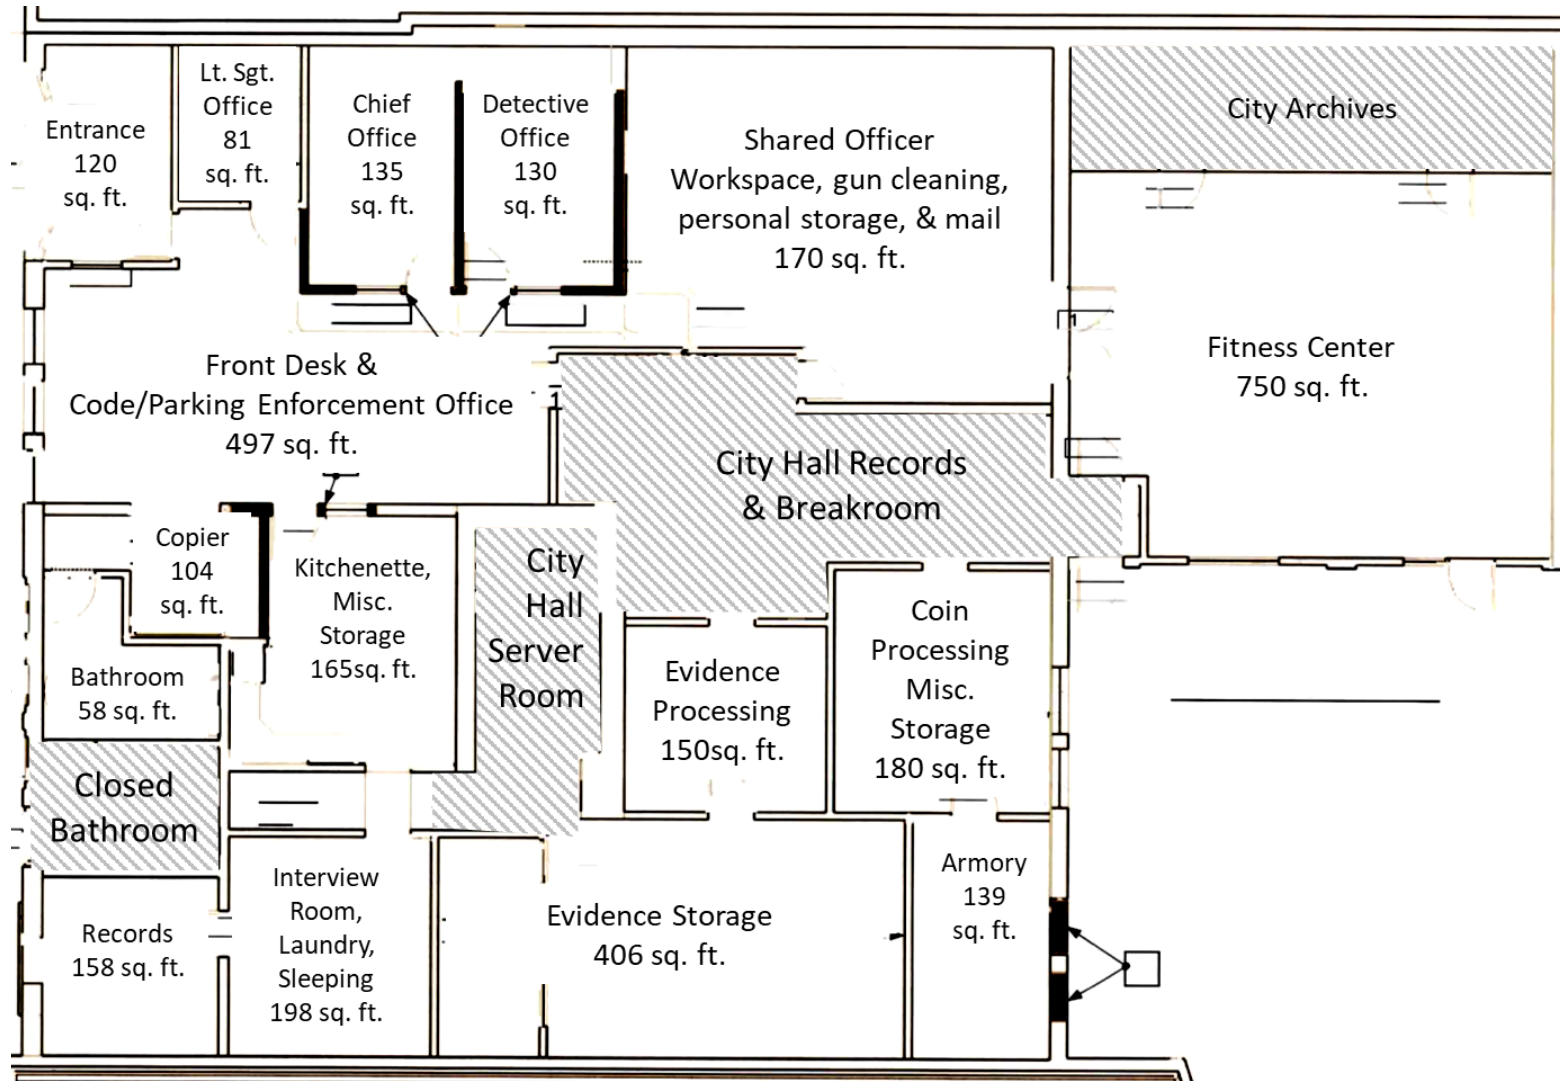 Entrance
120
sq. ft.
Lt. Sgt.
Office
81
sq. ft.
Chief
Office
135
sq. ft.
Detective
Office
130
sq. ft.
Shared Officer
Workspace, gun cleaning,
personal storage, & mail
170 sq. ft.
City Archives
Fitness Center
750 sq. ft.
Front Desk &
Code/Parking Enforcement Office
497 sq. ft.
1
City Hall Records
& Breakroom
Copier
104
sq. ft.
Kitchenette,
Misc.
Storage
165sq. ft.
City
Hall
Server
Room
Bathroom
58 sq. ft.
Evidence
Processing
150sq. ft.
Coin
Processing
Misc.
Storage
180 sq. ft.
Closed
Bathroom
Records
158 sq. ft.
Interview
Room,
Laundry,
Sleeping
198 sq. ft.
Evidence Storage
406 sq. ft.
Armory
139
sq. ft.